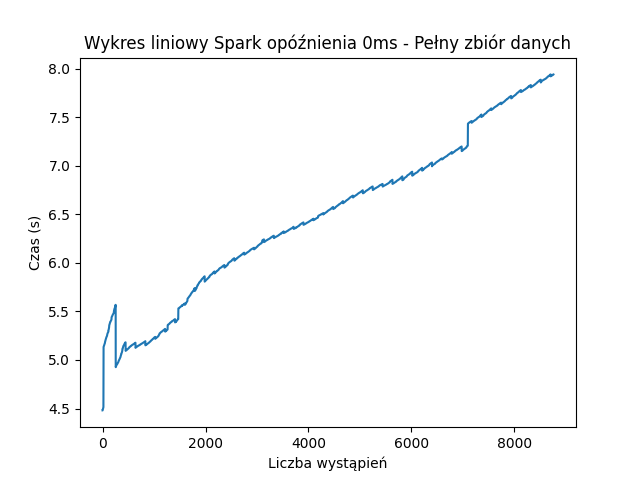 Wykres liniowy Spark opóźnienia 0ms - Pełny zbiór danych
8.0
7.5
7.0
6.5
6.0
5.5
5.0
4.5
Czas (s)
0 2000 4000 6000 8000
Liczba wystąpień